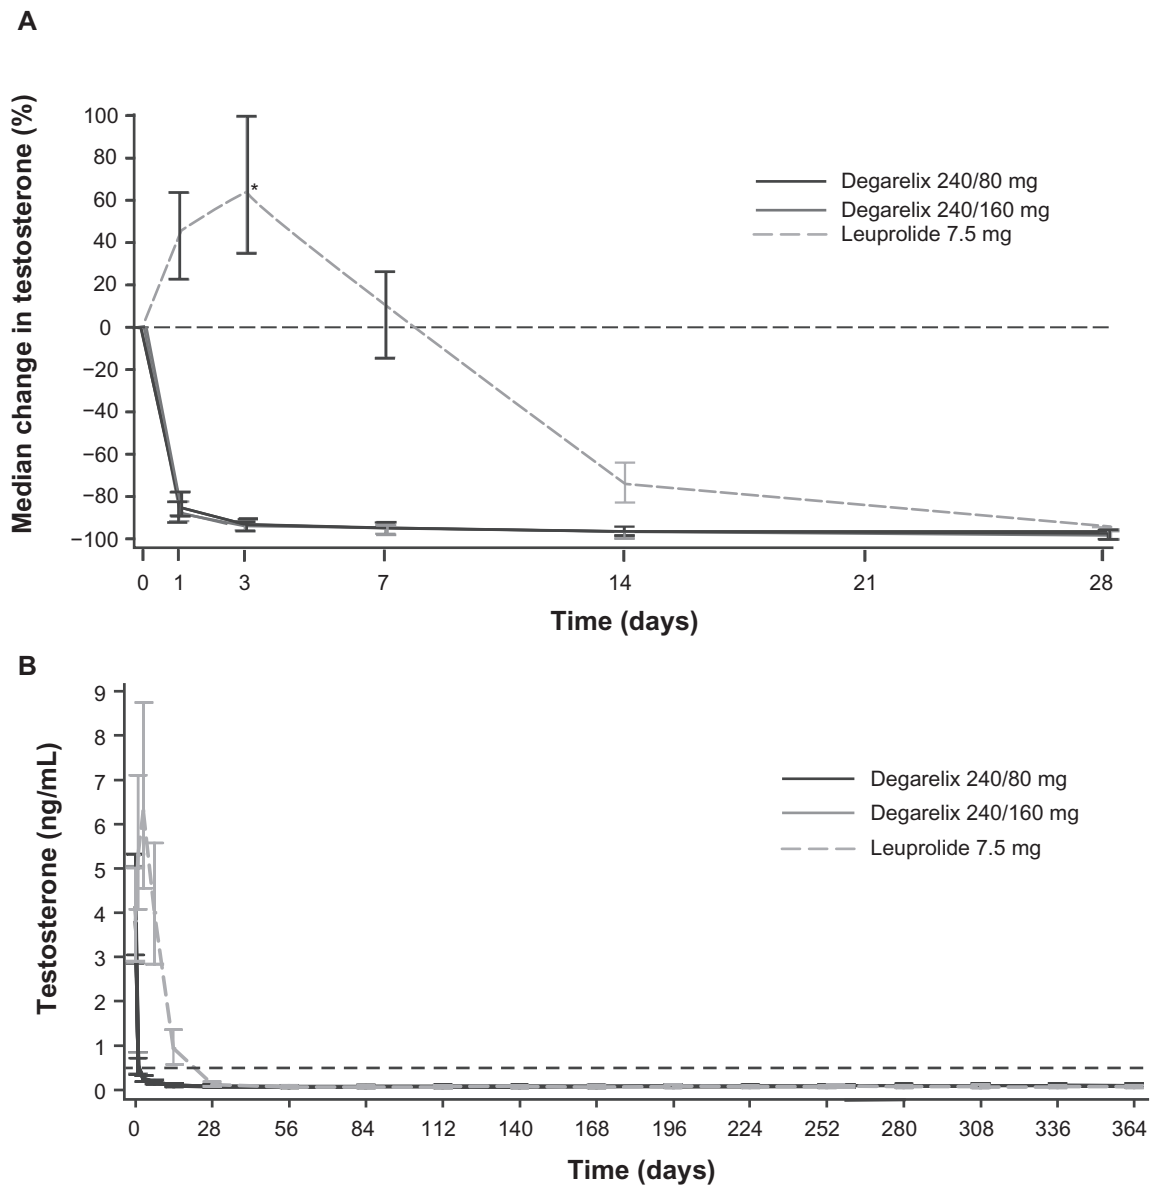 A
Median change in testosterone (%)
100
80
60
40
20
0
−20
−40
−60
−80
−100
*
Degarelix 240/80 mg
Degarelix 240/160 mg
Leuprolide 7.5 mg
0 1 3 7 14 21 28
Time (days)
B
Testosterone (ng/mL)
9
8
7
6
5
4
3
2
1
0
Degarelix 240/80 mg
Degarelix 240/160 mg
Leuprolide 7.5 mg
0 28 56 84 112 140 168 196 224 252 280 308 336 364
Time (days)